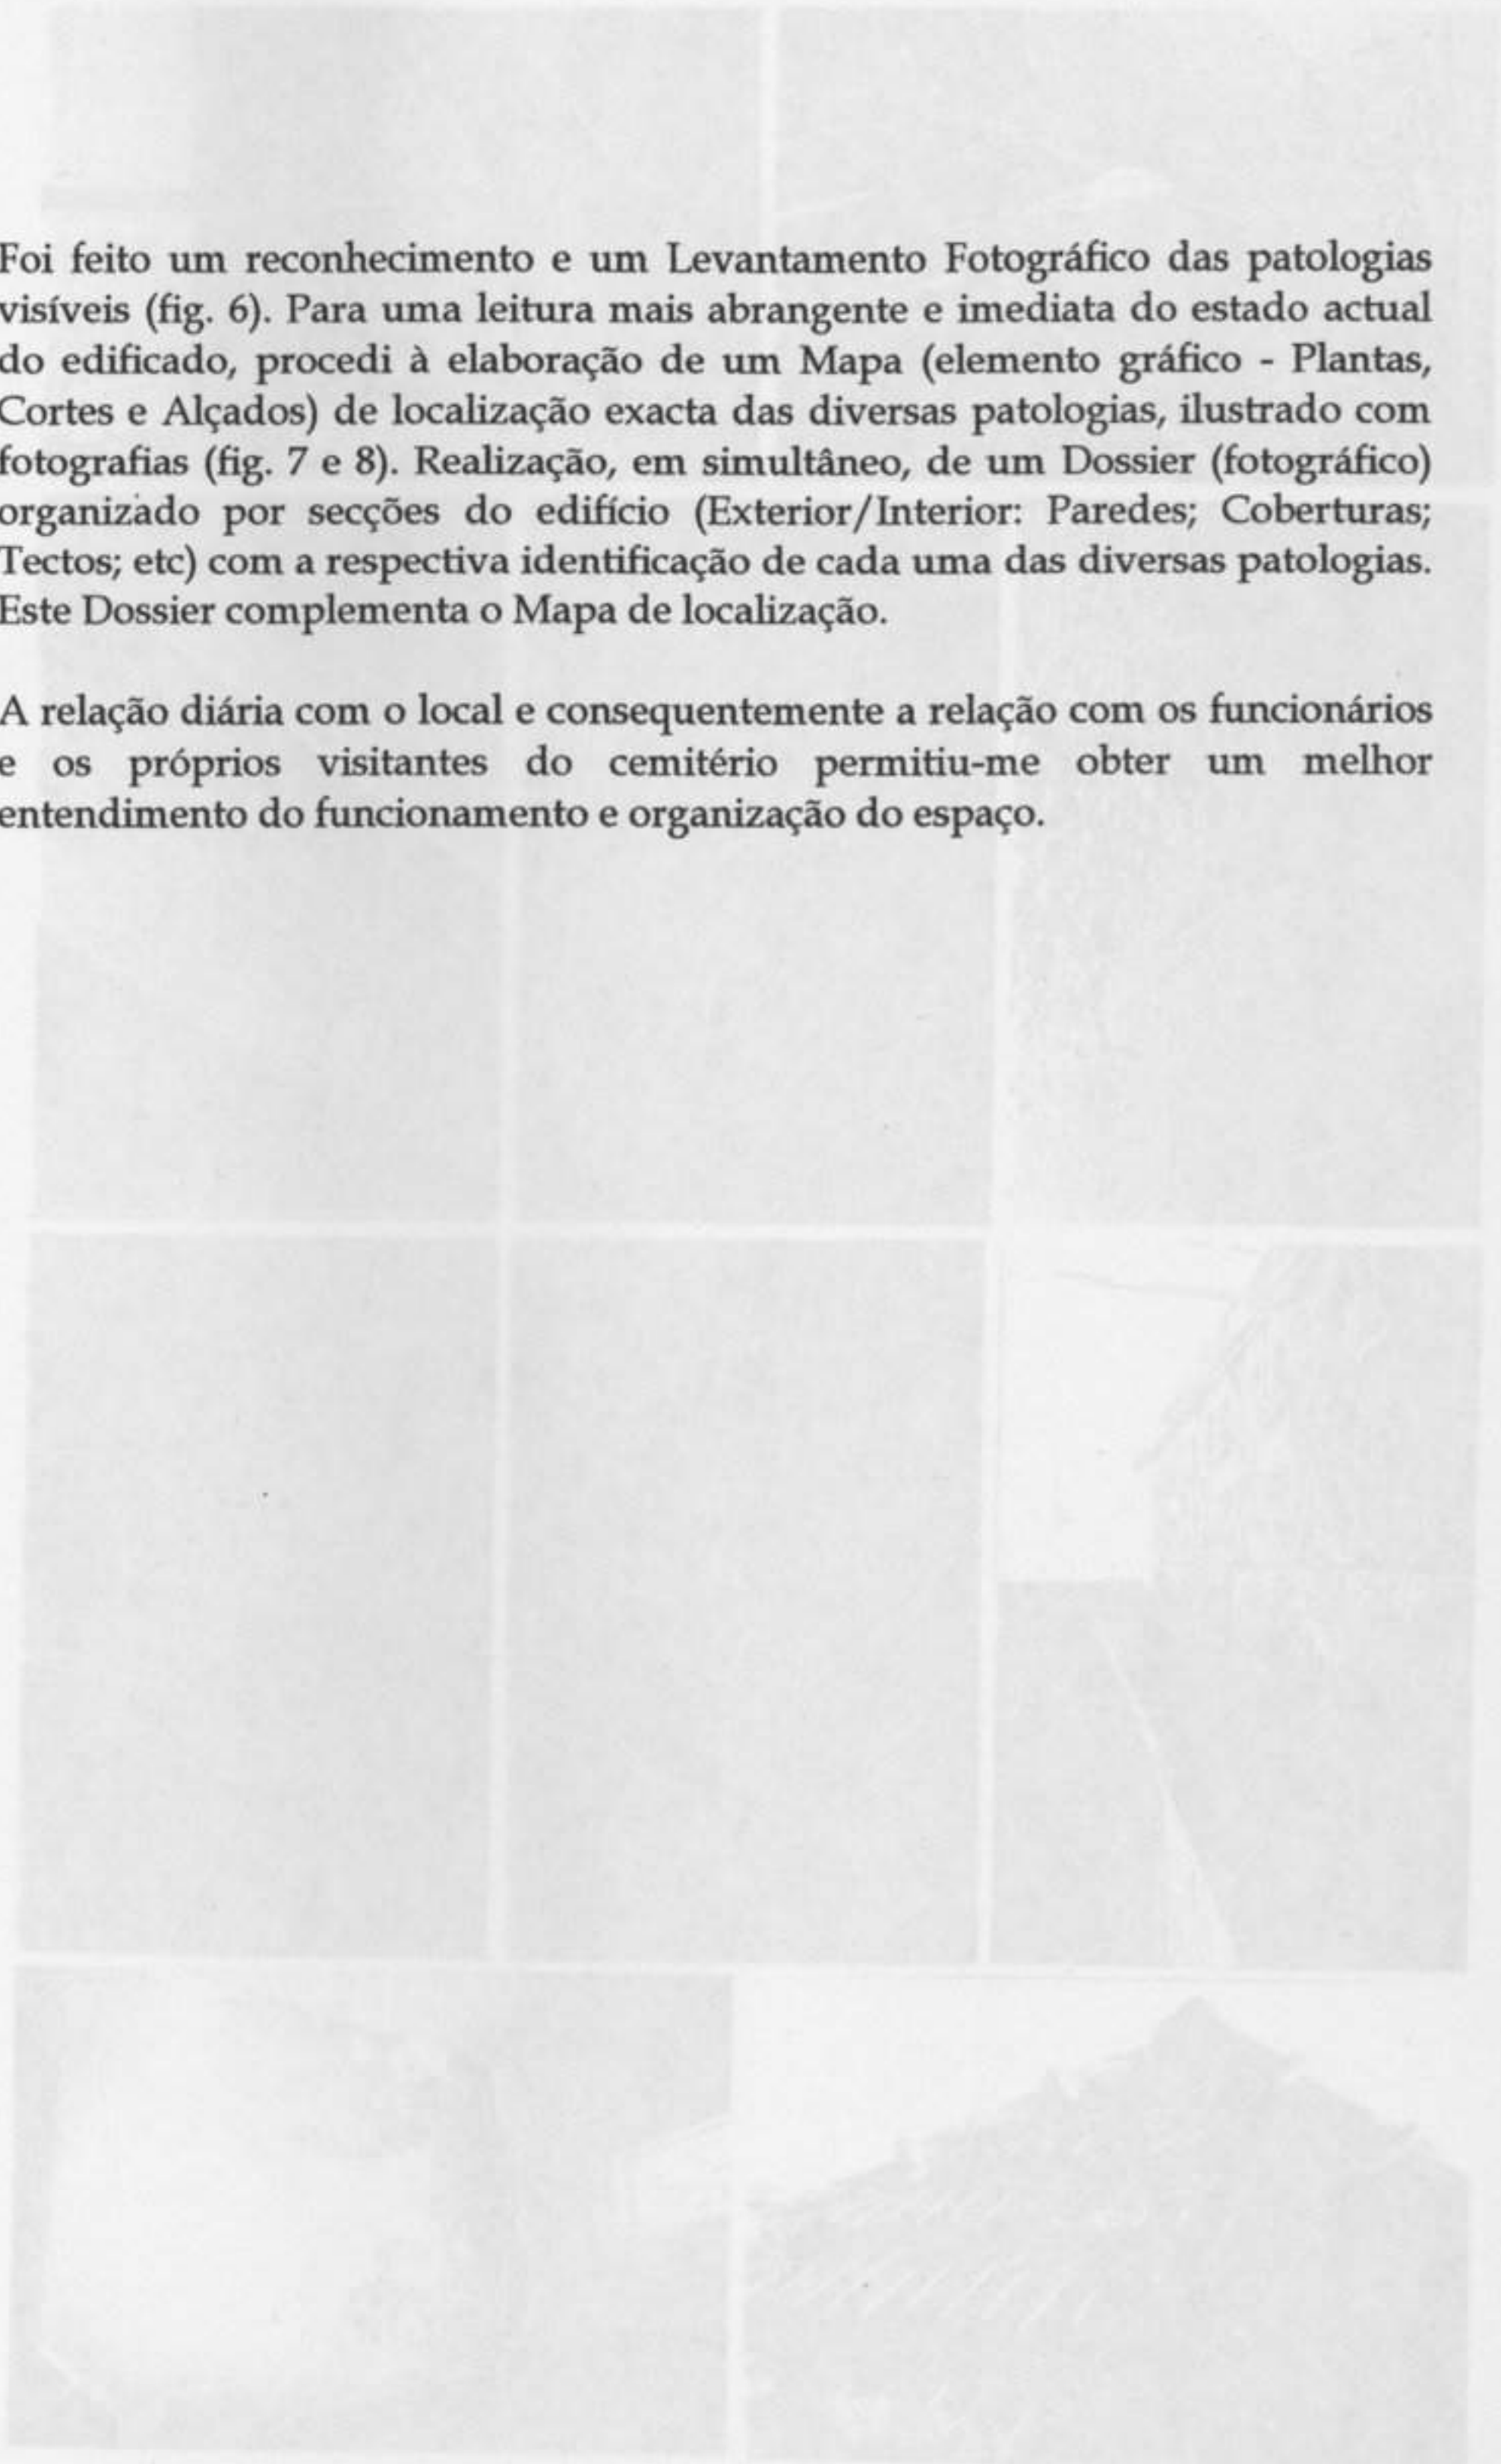 Foi feito um reconhecimento e um Levantamento Fotográfico das patologias
visíveis (fig. 6). Para uma leitura mais abrangente e imediata do estado actual
do edificado, procedi à elaboração de um Mapa (elemento gráfico - Plantas,
Cortes e Alçados) de localização exacta das diversas patologias, ilustrado com
fotografias (fig. 7 e 8). Realização, em simultâneo, de um Dossier (fotográfico)
organizado por secções do edifício (Exterior/Interior: Paredes; Coberturas;
Tectos; etc) com a respectiva identificação de cada uma das diversas patologias.
Este Dossier complementa o Mapa de localização.
A relação diária com o local e consequentemente a relação com os funcionários
e os próprios visitantes do cemitério permitiu-me obter um melhor
entendimento do funcionamento e organização do espaço.